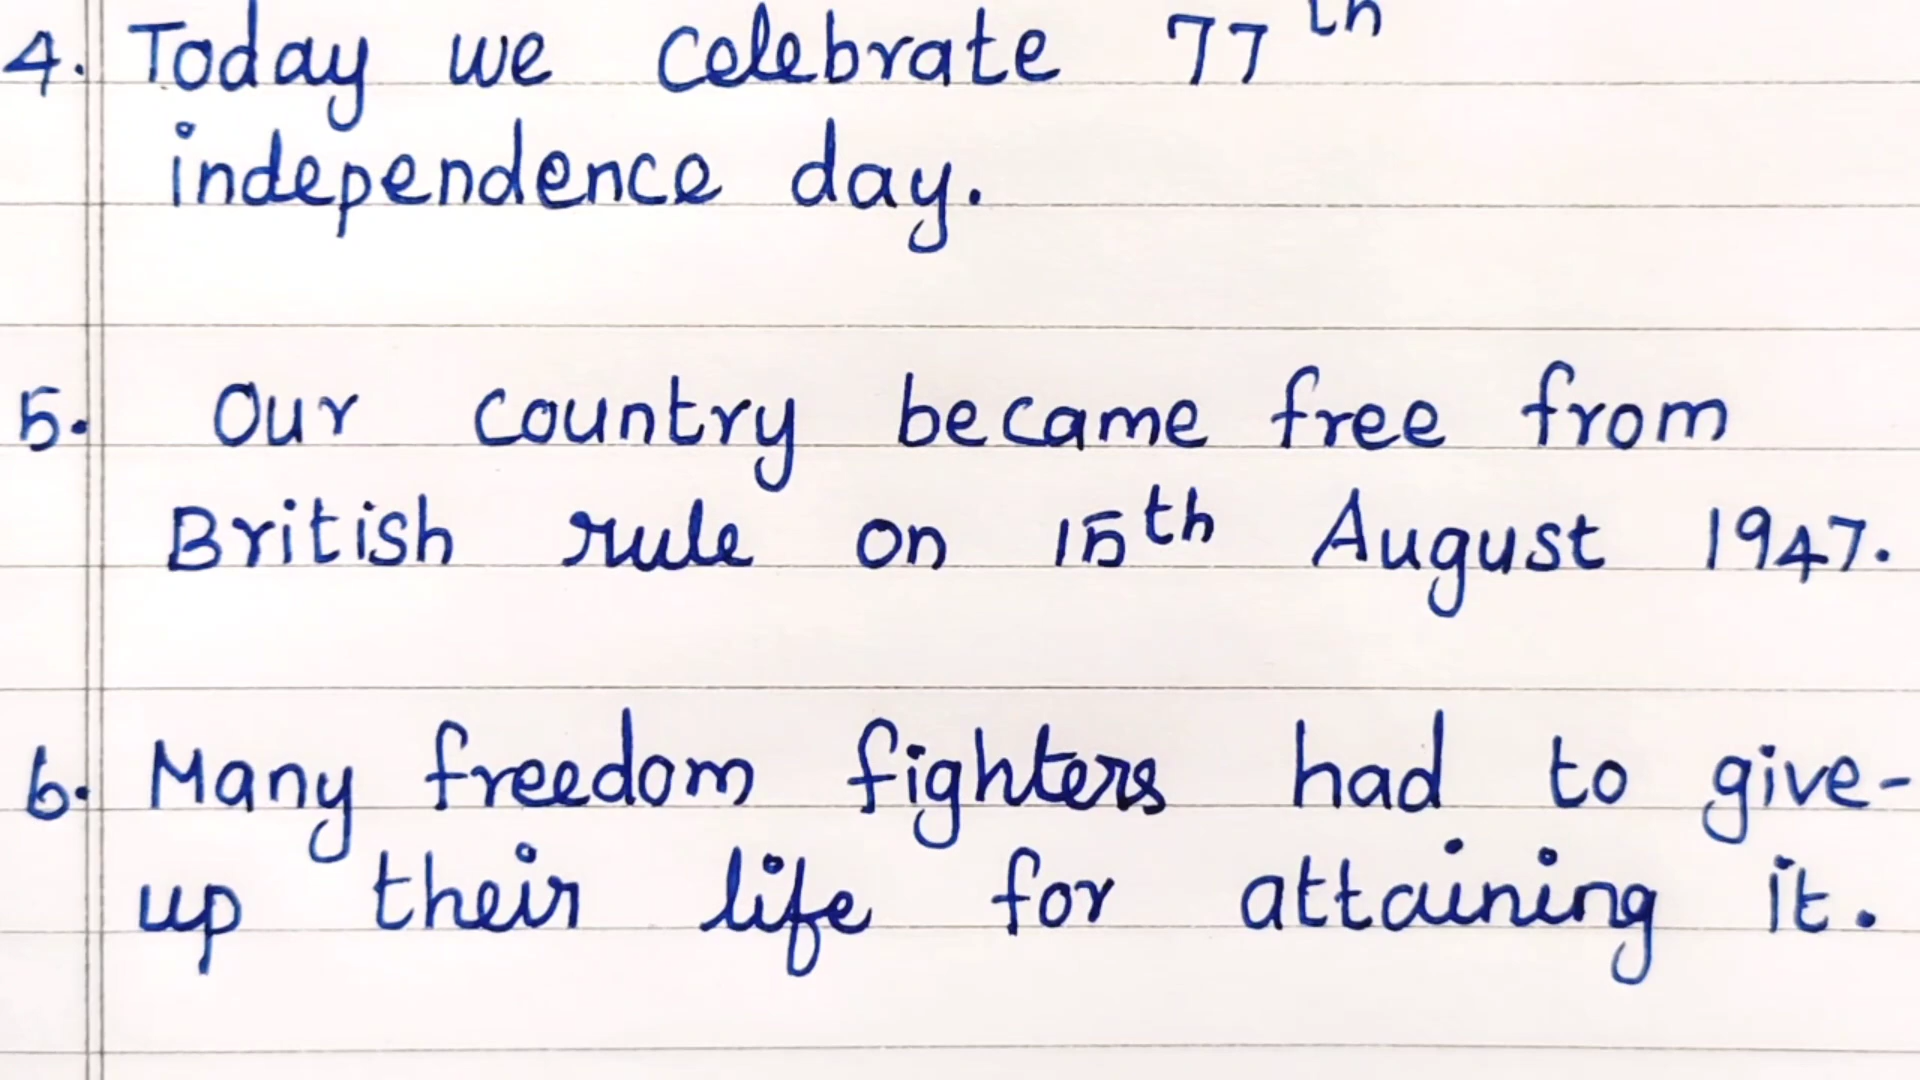 4. Today we celebrate 77th
independence day.
5. Our country became free from
British rule on 15th August 1947.
6. Many freedom fighters had to give-
up their life for attaining it.